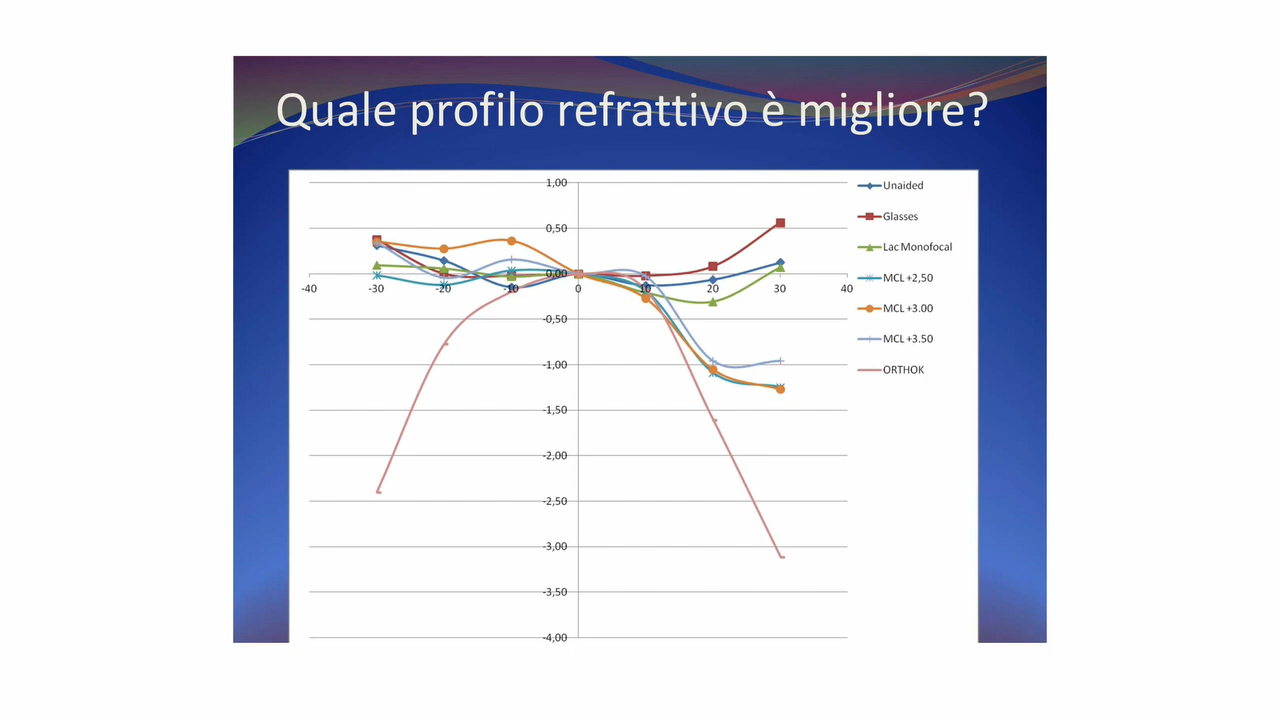 Quale profilo refrattivo è migliore?
1,00
0,50
0,00
-0,50
-1,00
-1,50
-2,00
-2,50
-3,00
-3,50
-4,00
-40
-30
-20
-10
0
10
20
30
40
Unaided
Glasses
Lac Monofocal
MCL +2,50
MCL +3.00
MCL +3.50
ORTHOK